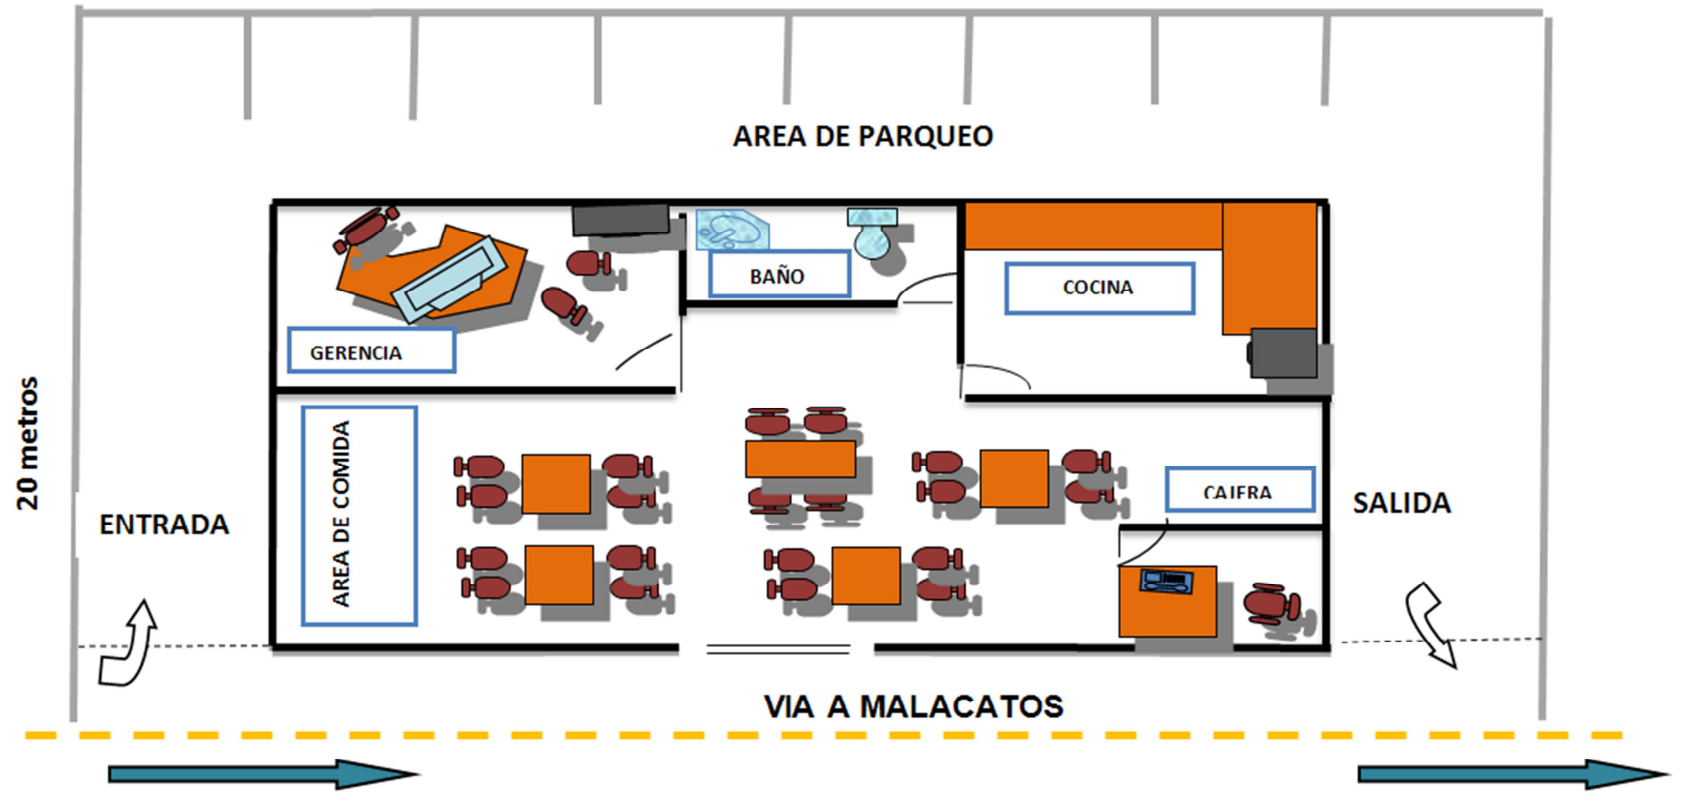 AREA DE PARQUEO
BAÑO
COCINA
GERENCIA
20 metros
AREA DE COMIDA
CAJERA
ENTRADA
SALIDA
VIA A MALACATOS